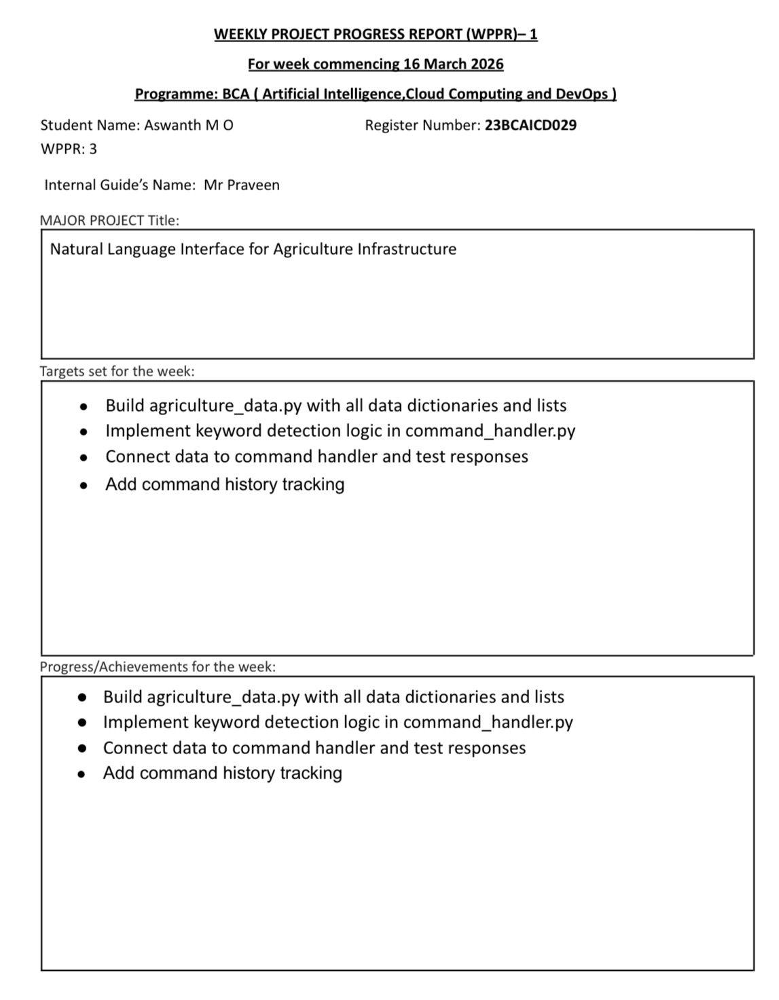 WEEKLY PROJECT PROGRESS REPORT (WPPR)– 1
For week commencing 16 March 2026
Programme: BCA ( Artificial Intelligence,Cloud Computing and DevOps )
Student Name: Aswanth M O Register Number: 23BCAICD029
WPPR: 3
Internal Guide’s Name: Mr Praveen
MAJOR PROJECT Title:
Natural Language Interface for Agriculture Infrastructure
Targets set for the week:
● Build agriculture_data.py with all data dictionaries and lists
● Implement keyword detection logic in command_handler.py
● Connect data to command handler and test responses
● Add command history tracking
Progress/Achievements for the week:
● Build agriculture_data.py with all data dictionaries and lists
● Implement keyword detection logic in command_handler.py
● Connect data to command handler and test responses
● Add command history tracking